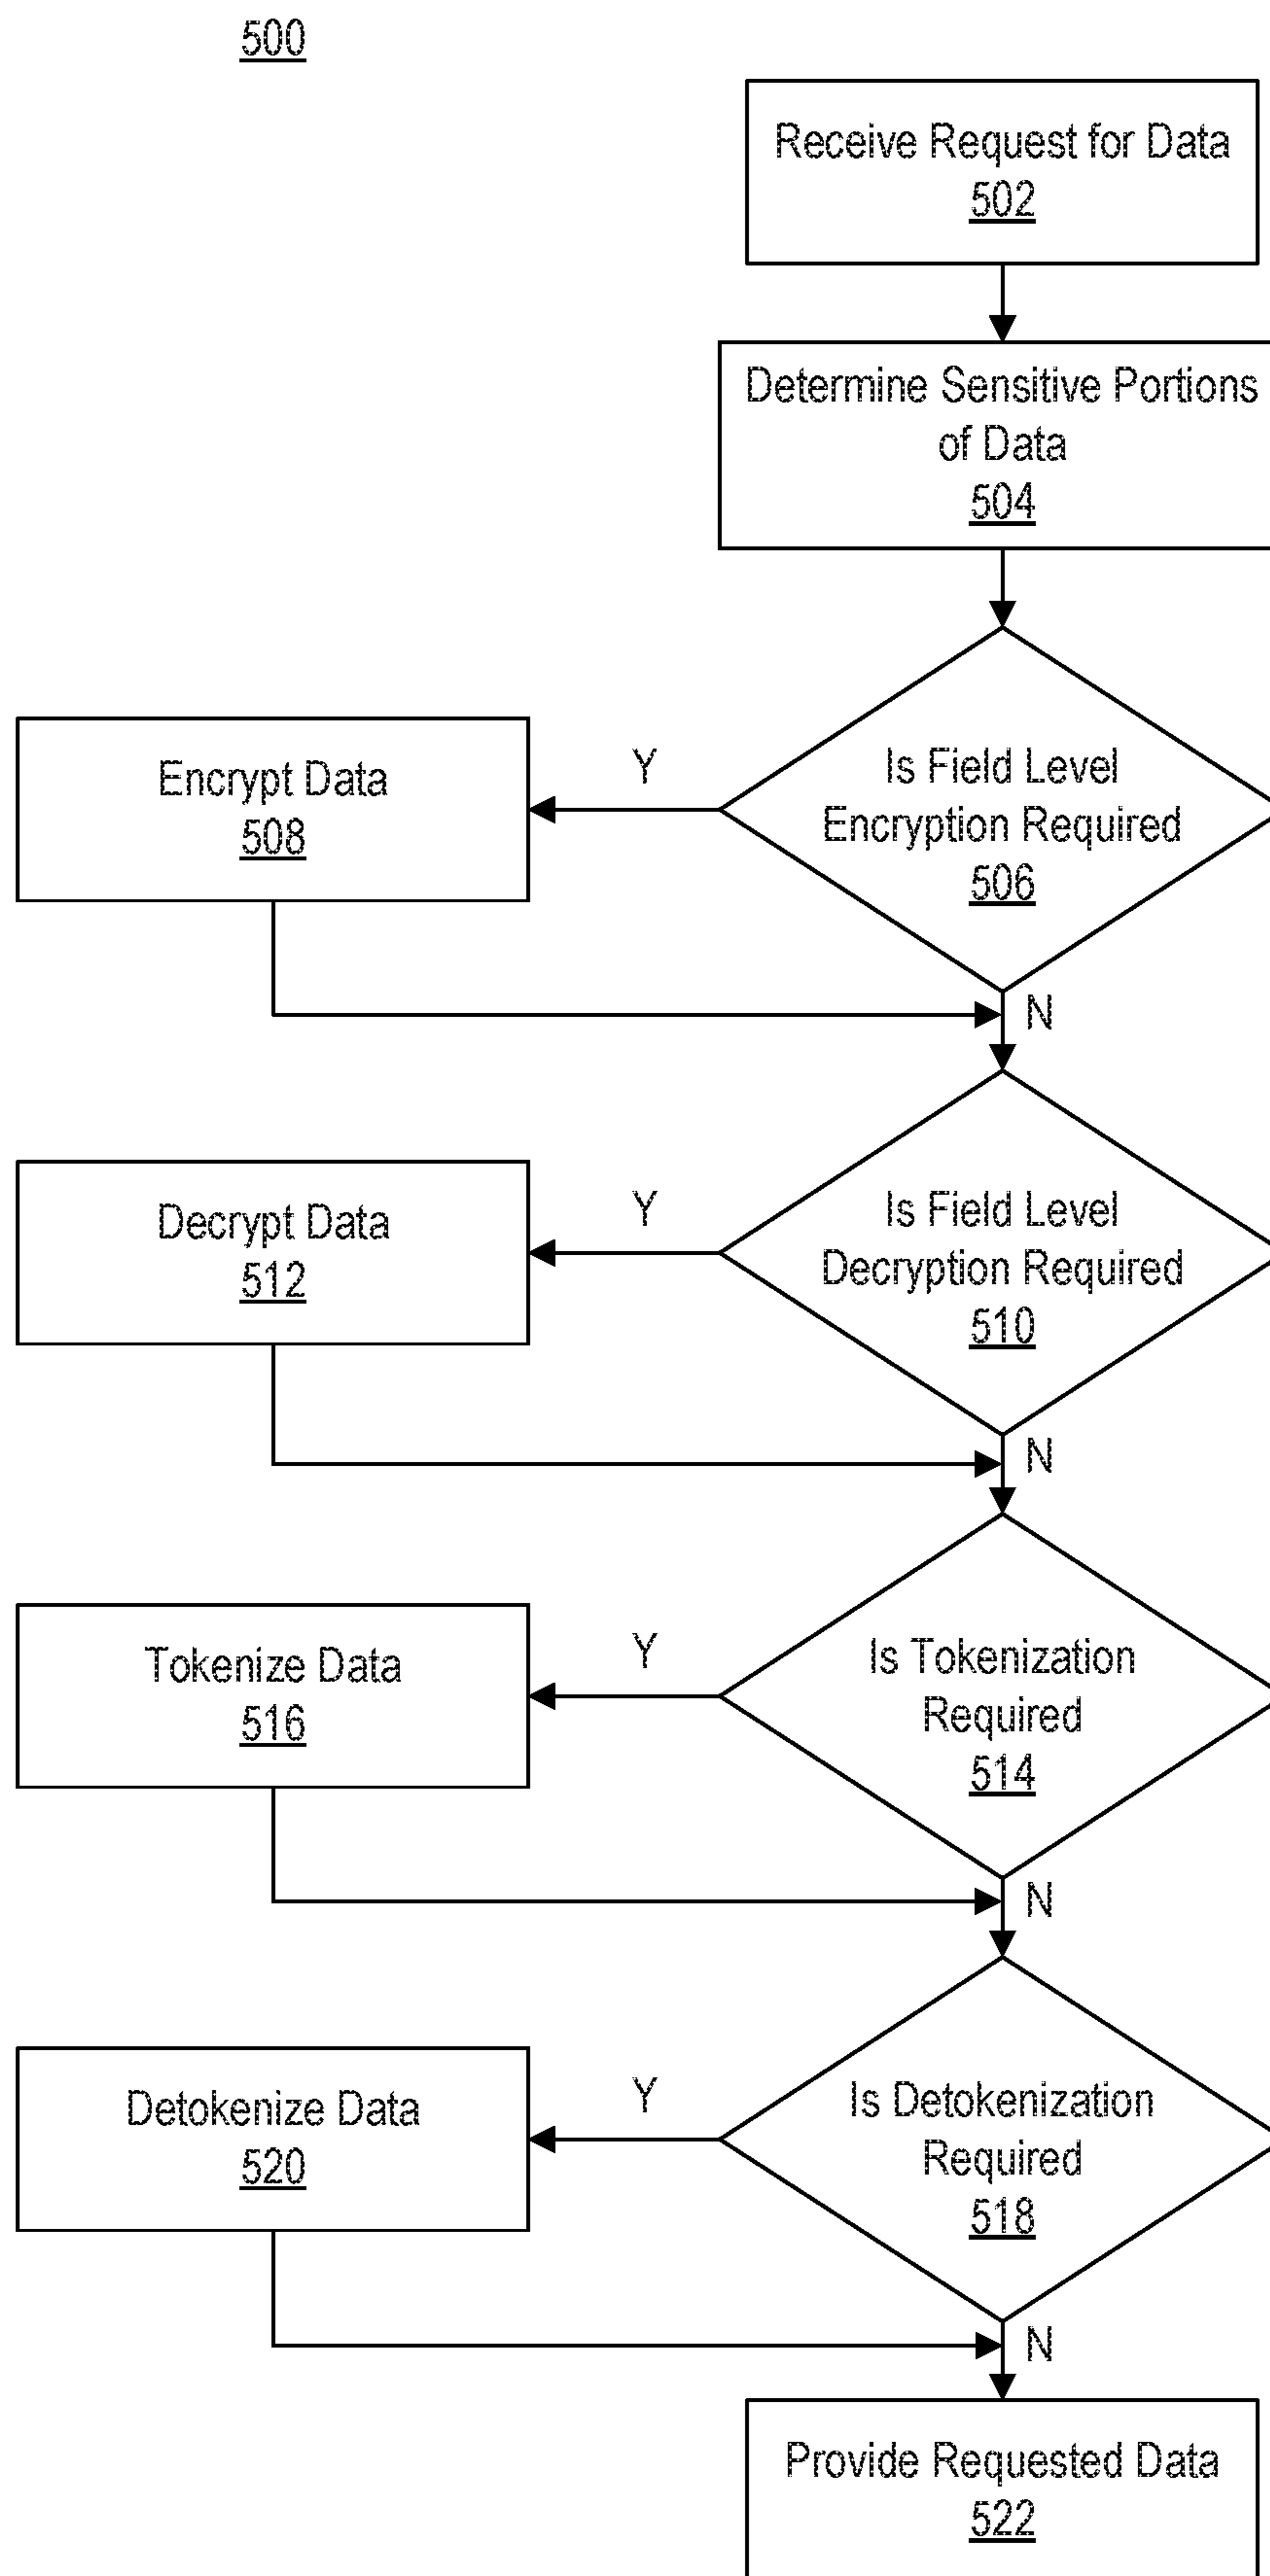 500
Receive Request for Data
502
Determine Sensitive Portions
of Data
504
Is Field Level
Encryption Required
506
Y
Encrypt Data
508
N
Is Field Level
Decryption Required
510
Y
Decrypt Data
512
N
Is Tokenization
Required
514
Y
Tokenize Data
516
N
Is Detokenization
Required
518
Y
Detokenize Data
520
N
Provide Requested Data
522